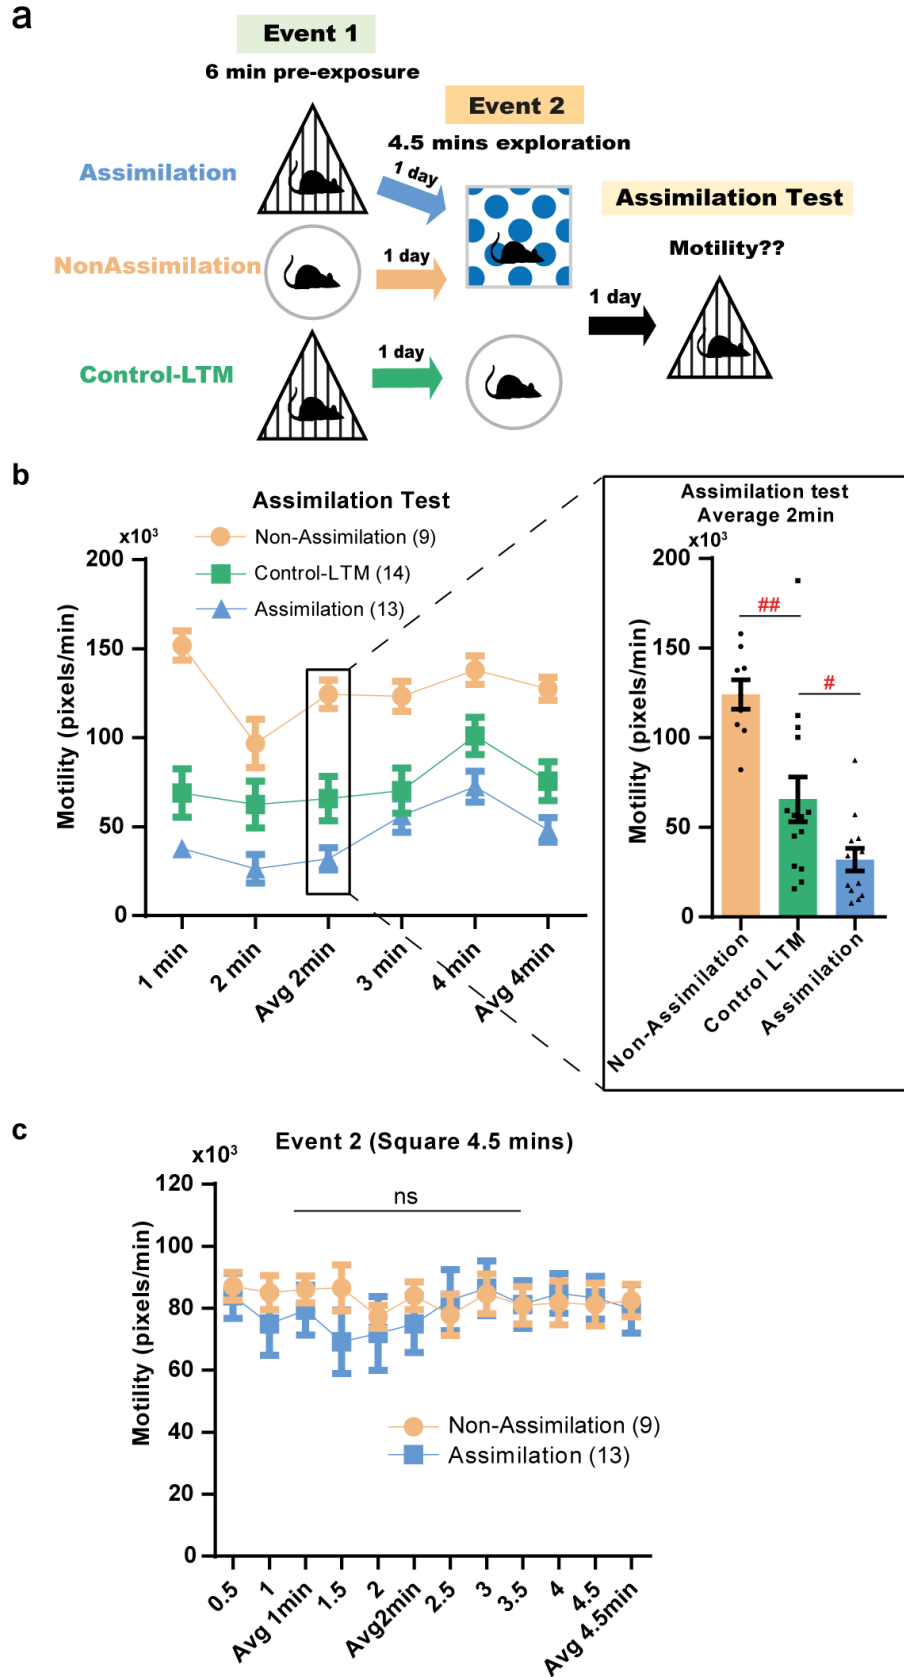 a
Event 1
6 min pre-exposure
Event 2
4.5 mins exploration
Assimilation
1 day
Assimilation Test
NonAssimilation
1 day
Motility??
1 day
Control-LTM
1 day
b
Assimilation Test
x10³
Non-Assimilation (9)
Control-LTM (14)
Assimilation (13)
Motility (pixels/min)
200
150
100
50
0
1 min
2 min
Avg 2min
3 min
4 min
Avg 4min
Assimilation test
Average 2min
x10³
Motility (pixels/min)
200
150
100
50
0
##
#
Non-Assimilation
Control LTM
Assimilation
c
Event 2 (Square 4.5 mins)
x10³
Motility (pixels/min)
120
100
80
60
40
20
0
ns
Non-Assimilation (9)
Assimilation (13)
0.5
1
Avg 1min
1.5
2
Avg2min
2.5
3
3.5
4
4.5
Avg 4.5min